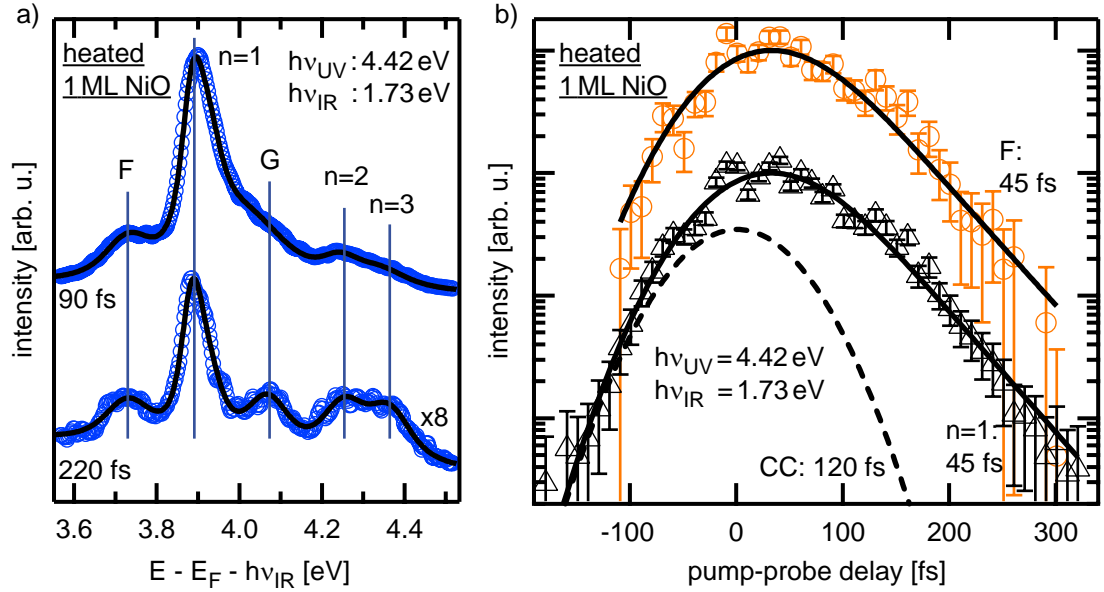 a)
heated
1 ML NiO
n=1
hνUV : 4.42 eV
hνIR : 1.73 eV
F
G
n=2
n=3
90 fs
x8
220 fs
intensity [arb. u.]
3.6
3.8
4.0
4.2
4.4
E - EF - hνIR [eV]
b)
heated
1 ML NiO
F:
45 fs
hνUV = 4.42 eV
hνIR = 1.73 eV
n=1:
45 fs
CC: 120 fs
intensity [arb. u.]
-100
0
100
200
300
pump-probe delay [fs]